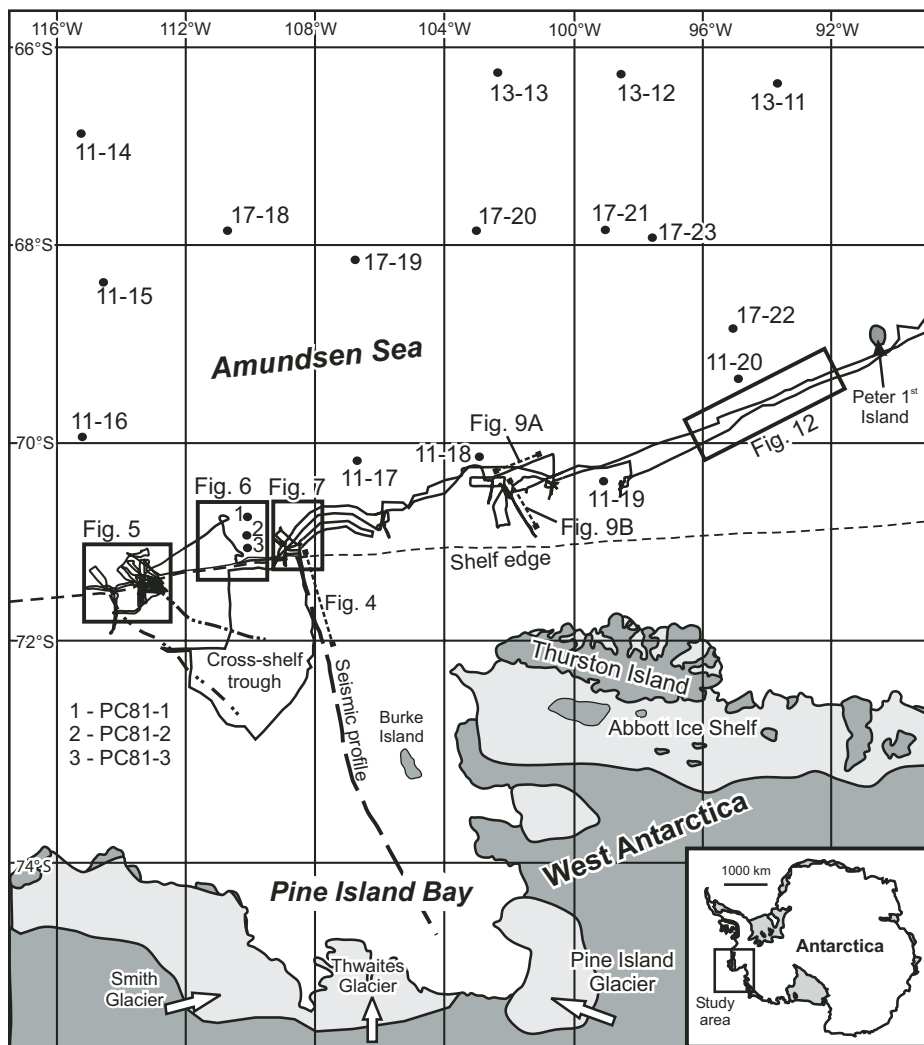 116°W
112°W
108°W
104°W
100°W
96°W
92°W
66°S
13-13
13-12
13-11
11-14
17-18
17-20
17-21
17-23
68°S
17-19
11-15
17-22
Amundsen Sea
11-20
Peter 1st
Island
11-16
70°S
Fig. 9A
Fig. 12
11-18
11-17
11-19
Fig. 6
Fig. 7
1
2
3
Fig. 5
Fig. 9B
Shelf edge
Fig. 4
72°S
Cross-shelf
trough
Thurston Island
Seismic profile
1 - PC81-1
2 - PC81-2
3 - PC81-3
Burke
Island
Abbott Ice Shelf
West Antarctica
74°S
Pine Island Bay
1000 km
Antarctica
Study
area
Smith
Glacier
Thwaites
Glacier
Pine Island
Glacier